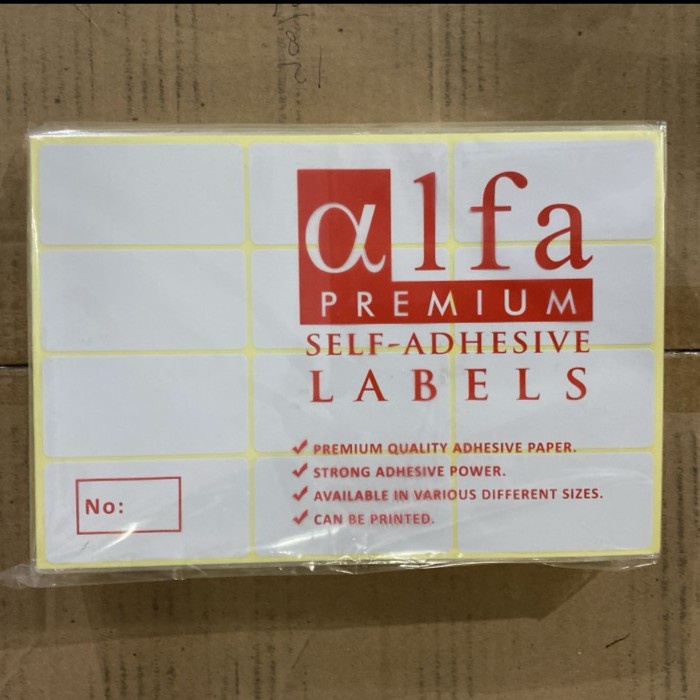 αlfa
PREMIUM
SELF-ADHESIVE
LABELS
✓ PREMIUM QUALITY ADHESIVE PAPER.
✓ STRONG ADHESIVE POWER.
✓ AVAILABLE IN VARIOUS DIFFERENT SIZES.
✓ CAN BE PRINTED.
No: